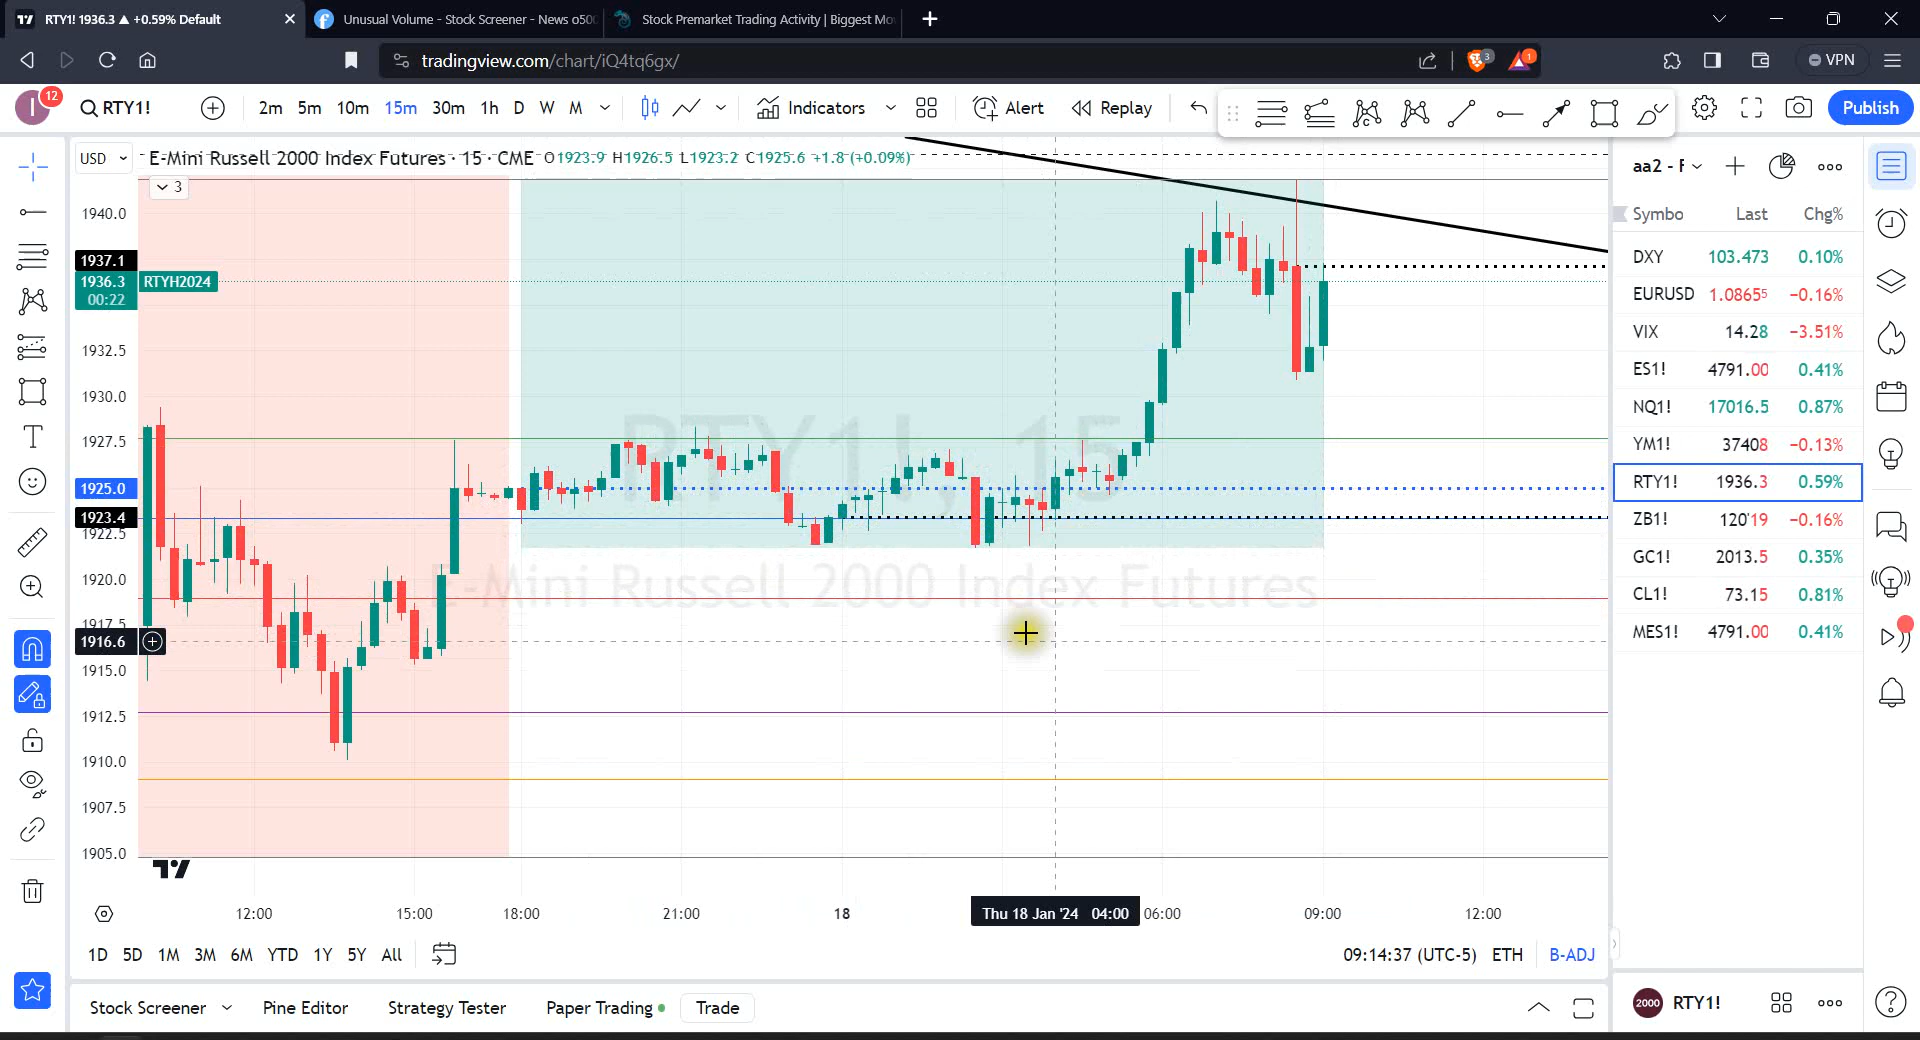 RTY1! 1936.3 ▲ +0.59% Default
Unusual Volume - Stock Screener - News o500
Stock Premarket Trading Activity | Biggest Mo
tradingview.com/chart/iQ4tq6gx/
3
1
VPN
I
12
RTY1!
2m 5m 10m 15m 30m 1h D W M
Indicators
Alert
Replay
Publish
USD
E-Mini Russell 2000 Index Futures · 15 · CME O1923.9 H1926.5 L1923.2 C1925.6 +1.8 (+0.09%)
3
1940.0
1937.1
1936.3 RTYH2024
00:22
1932.5
1930.0
1927.5
1925.0
1923.4
1922.5
1920.0
1917.5
1916.6
1915.0
1912.5
1910.0
1907.5
1905.0
RTY1!, 15
E-Mini Russell 2000 Index Futures
12:00 15:00 18:00 21:00 18 Thu 18 Jan '24 04:00 06:00 09:00 12:00
1D 5D 1M 3M 6M YTD 1Y 5Y All
09:14:37 (UTC-5) ETH B-ADJ
Stock Screener Pine Editor Strategy Tester Paper Trading Trade
aa2 - F
Symbo Last Chg%
DXY 103.473 0.10%
EURUSD 1.08655 −0.16%
VIX 14.28 −3.51%
ES1! 4791.00 0.41%
NQ1! 17016.5 0.87%
YM1! 37408 −0.13%
RTY1! 1936.3 0.59%
ZB1! 120'19 −0.16%
GC1! 2013.5 0.35%
CL1! 73.15 0.81%
MES1! 4791.00 0.41%
2000 RTY1!